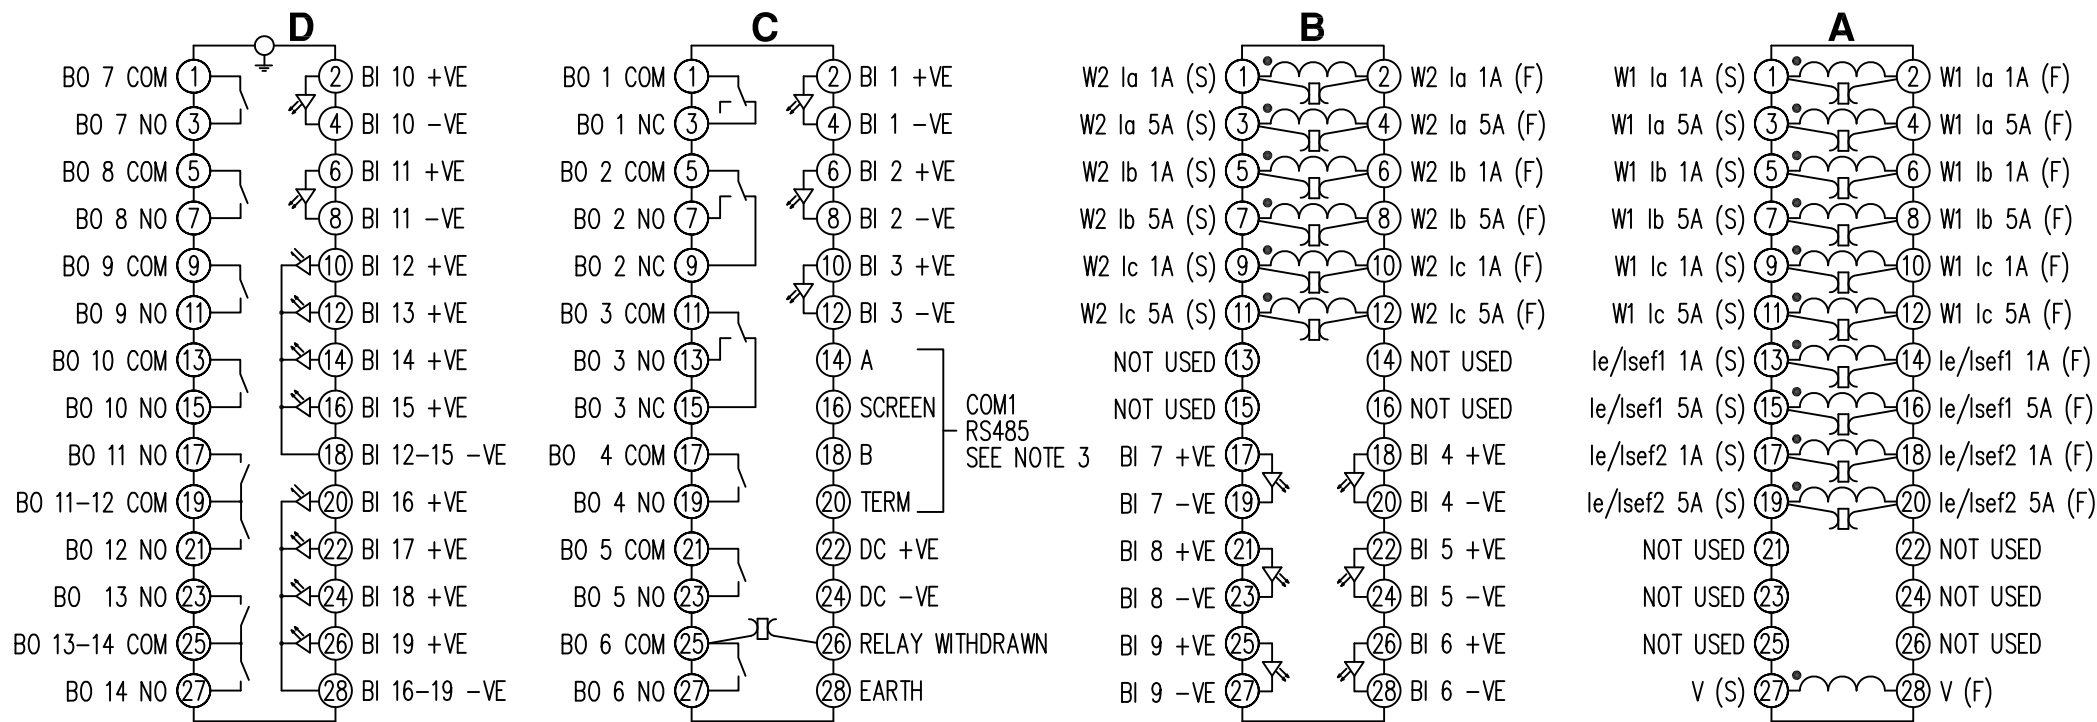 D
BO 7 COM 1 2 BI 10 +VE
BO 7 NO 3 4 BI 10 -VE
BO 8 COM 5 6 BI 11 +VE
BO 8 NO 7 8 BI 11 -VE
BO 9 COM 9 10 BI 12 +VE
BO 9 NO 11 12 BI 13 +VE
BO 10 COM 13 14 BI 14 +VE
BO 10 NO 15 16 BI 15 +VE
BO 11 NO 17 18 BI 12-15 -VE
BO 11-12 COM 19 20 BI 16 +VE
BO 12 NO 21 22 BI 17 +VE
BO 13 NO 23 24 BI 18 +VE
BO 13-14 COM 25 26 BI 19 +VE
BO 14 NO 27 28 BI 16-19 -VE
C
BO 1 COM 1 2 BI 1 +VE
BO 1 NC 3 4 BI 1 -VE
BO 2 COM 5 6 BI 2 +VE
BO 2 NO 7 8 BI 2 -VE
BO 2 NC 9 10 BI 3 +VE
BO 3 COM 11 12 BI 3 -VE
BO 3 NO 13 14 A
BO 3 NC 15 16 SCREEN
BO 4 COM 17 18 B
BO 4 NO 19 20 TERM
COM1
RS485
SEE NOTE 3
BO 5 COM 21 22 DC +VE
BO 5 NO 23 24 DC -VE
BO 6 COM 25 26 RELAY WITHDRAWN
BO 6 NO 27 28 EARTH
B
W2 Ia 1A (S) 1 2 W2 Ia 1A (F)
W2 Ia 5A (S) 3 4 W2 Ia 5A (F)
W2 Ib 1A (S) 5 6 W2 Ib 1A (F)
W2 Ib 5A (S) 7 8 W2 Ib 5A (F)
W2 Ic 1A (S) 9 10 W2 Ic 1A (F)
W2 Ic 5A (S) 11 12 W2 Ic 5A (F)
NOT USED 13 14 NOT USED
NOT USED 15 16 NOT USED
BI 7 +VE 17 18 BI 4 +VE
BI 7 -VE 19 20 BI 4 -VE
BI 8 +VE 21 22 BI 5 +VE
BI 8 -VE 23 24 BI 5 -VE
BI 9 +VE 25 26 BI 6 +VE
BI 9 -VE 27 28 BI 6 -VE
A
W1 Ia 1A (S) 1 2 W1 Ia 1A (F)
W1 Ia 5A (S) 3 4 W1 Ia 5A (F)
W1 Ib 1A (S) 5 6 W1 Ib 1A (F)
W1 Ib 5A (S) 7 8 W1 Ib 5A (F)
W1 Ic 1A (S) 9 10 W1 Ic 1A (F)
W1 Ic 5A (S) 11 12 W1 Ic 5A (F)
Ie/Isef1 1A (S) 13 14 Ie/Isef1 1A (F)
Ie/Isef1 5A (S) 15 16 Ie/Isef1 5A (F)
Ie/Isef2 1A (S) 17 18 Ie/Isef2 1A (F)
Ie/Isef2 5A (S) 19 20 Ie/Isef2 5A (F)
NOT USED 21 22 NOT USED
NOT USED 23 24 NOT USED
NOT USED 25 26 NOT USED
V (S) 27 28 V (F)